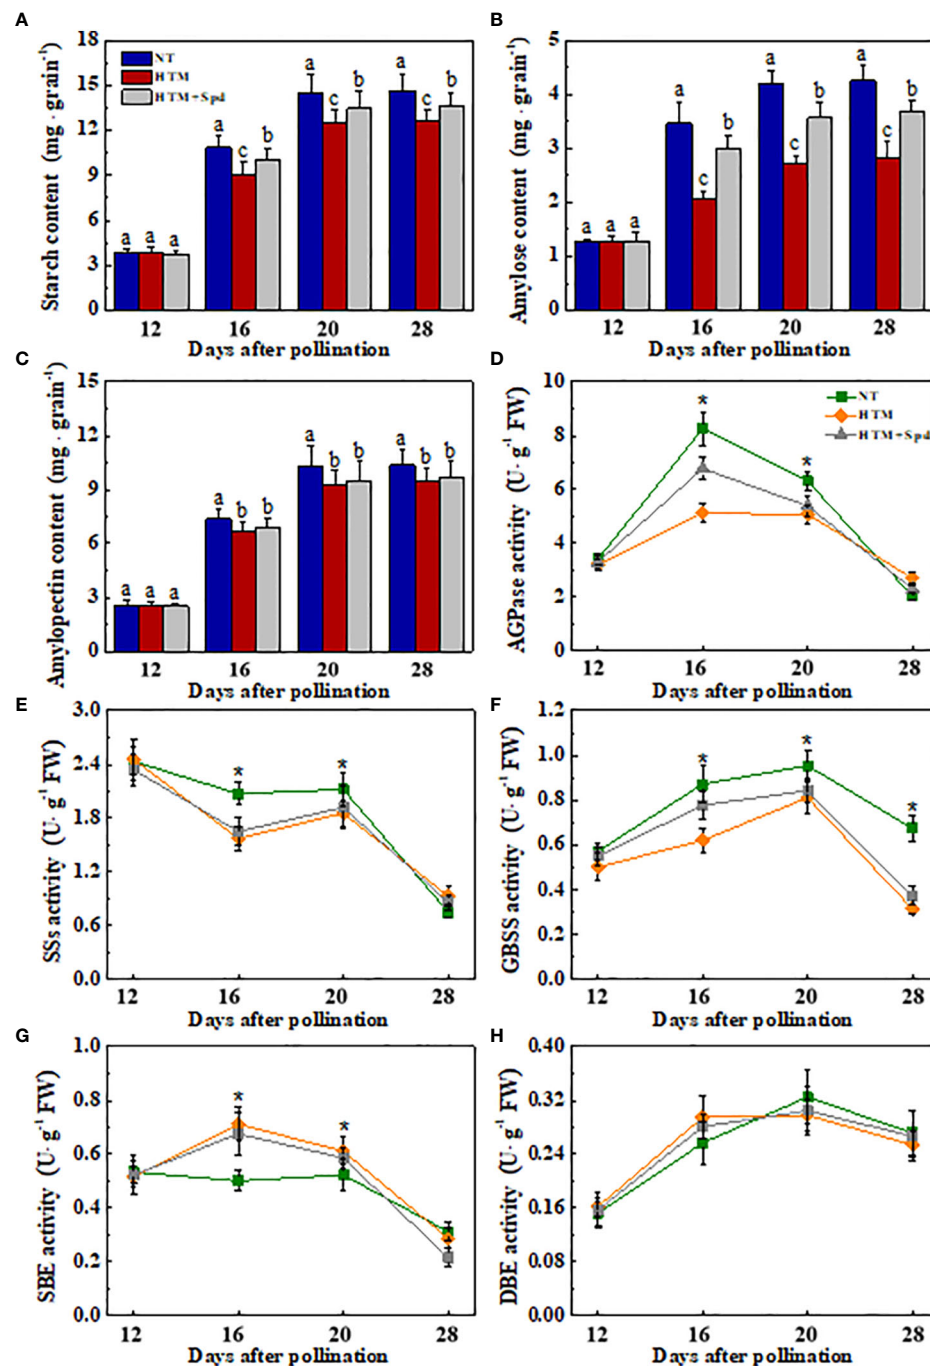 A
Starch content (mg · grain⁻¹)
18
15
12
9
6
3
0
NT
HTM
HTM+Spd
a a a
a c b
a c b
a c b
12 16 20 28
Days after pollination
B
Amylose content (mg · grain⁻¹)
5
4
3
2
1
0
a a a
a c b
a c b
a c b
12 16 20 28
Days after pollination
C
Amylopectin content (mg · grain⁻¹)
15
12
9
6
3
0
a a a
a b b
a b b
a b b
12 16 20 28
Days after pollination
D
AGPase activity (U· g⁻¹ FW)
10
8
6
4
2
0
NT
HTM
HTM+Spd
* *
12 16 20 28
Days after pollination
E
SSs activity (U· g⁻¹ FW)
3.0
2.4
1.8
1.2
0.6
0.0
* *
12 16 20 28
Days after pollination
F
GBSS activity (U· g⁻¹ FW)
1.2
1.0
0.8
0.6
0.4
0.2
0.0
* * *
12 16 20 28
Days after pollination
G
SBE activity (U· g⁻¹ FW)
1.0
0.8
0.6
0.4
0.2
0.0
* *
12 16 20 28
Days after pollination
H
DBE activity (U· g⁻¹ FW)
0.40
0.32
0.24
0.16
0.08
0.00
12 16 20 28
Days after pollination